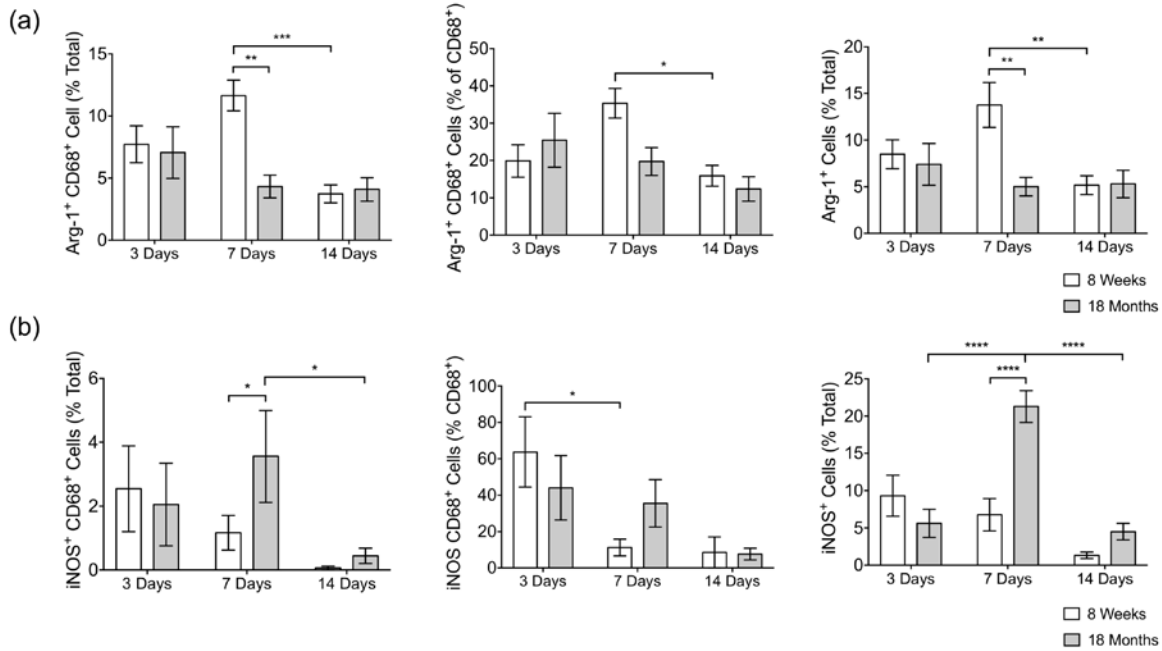 (a)
Arg-1⁺ CD68⁺ Cell (% Total)
15
10
5
0
***
**
3 Days 7 Days 14 Days
Arg-1⁺ CD68⁺ Cells (% of CD68⁺)
50
40
30
20
10
0
*
3 Days 7 Days 14 Days
Arg-1⁺ Cells (% Total)
20
15
10
5
0
**
**
3 Days 7 Days 14 Days
8 Weeks
18 Months
(b)
iNOS⁺ CD68⁺ Cells (% Total)
6
4
2
0
*
*
3 Days 7 Days 14 Days
iNOS CD68⁺ Cells (% CD68⁺)
100
80
60
40
20
0
*
3 Days 7 Days 14 Days
iNOS⁺ Cells (% Total)
25
20
15
10
5
0
**** ****
****
3 Days 7 Days 14 Days
8 Weeks
18 Months